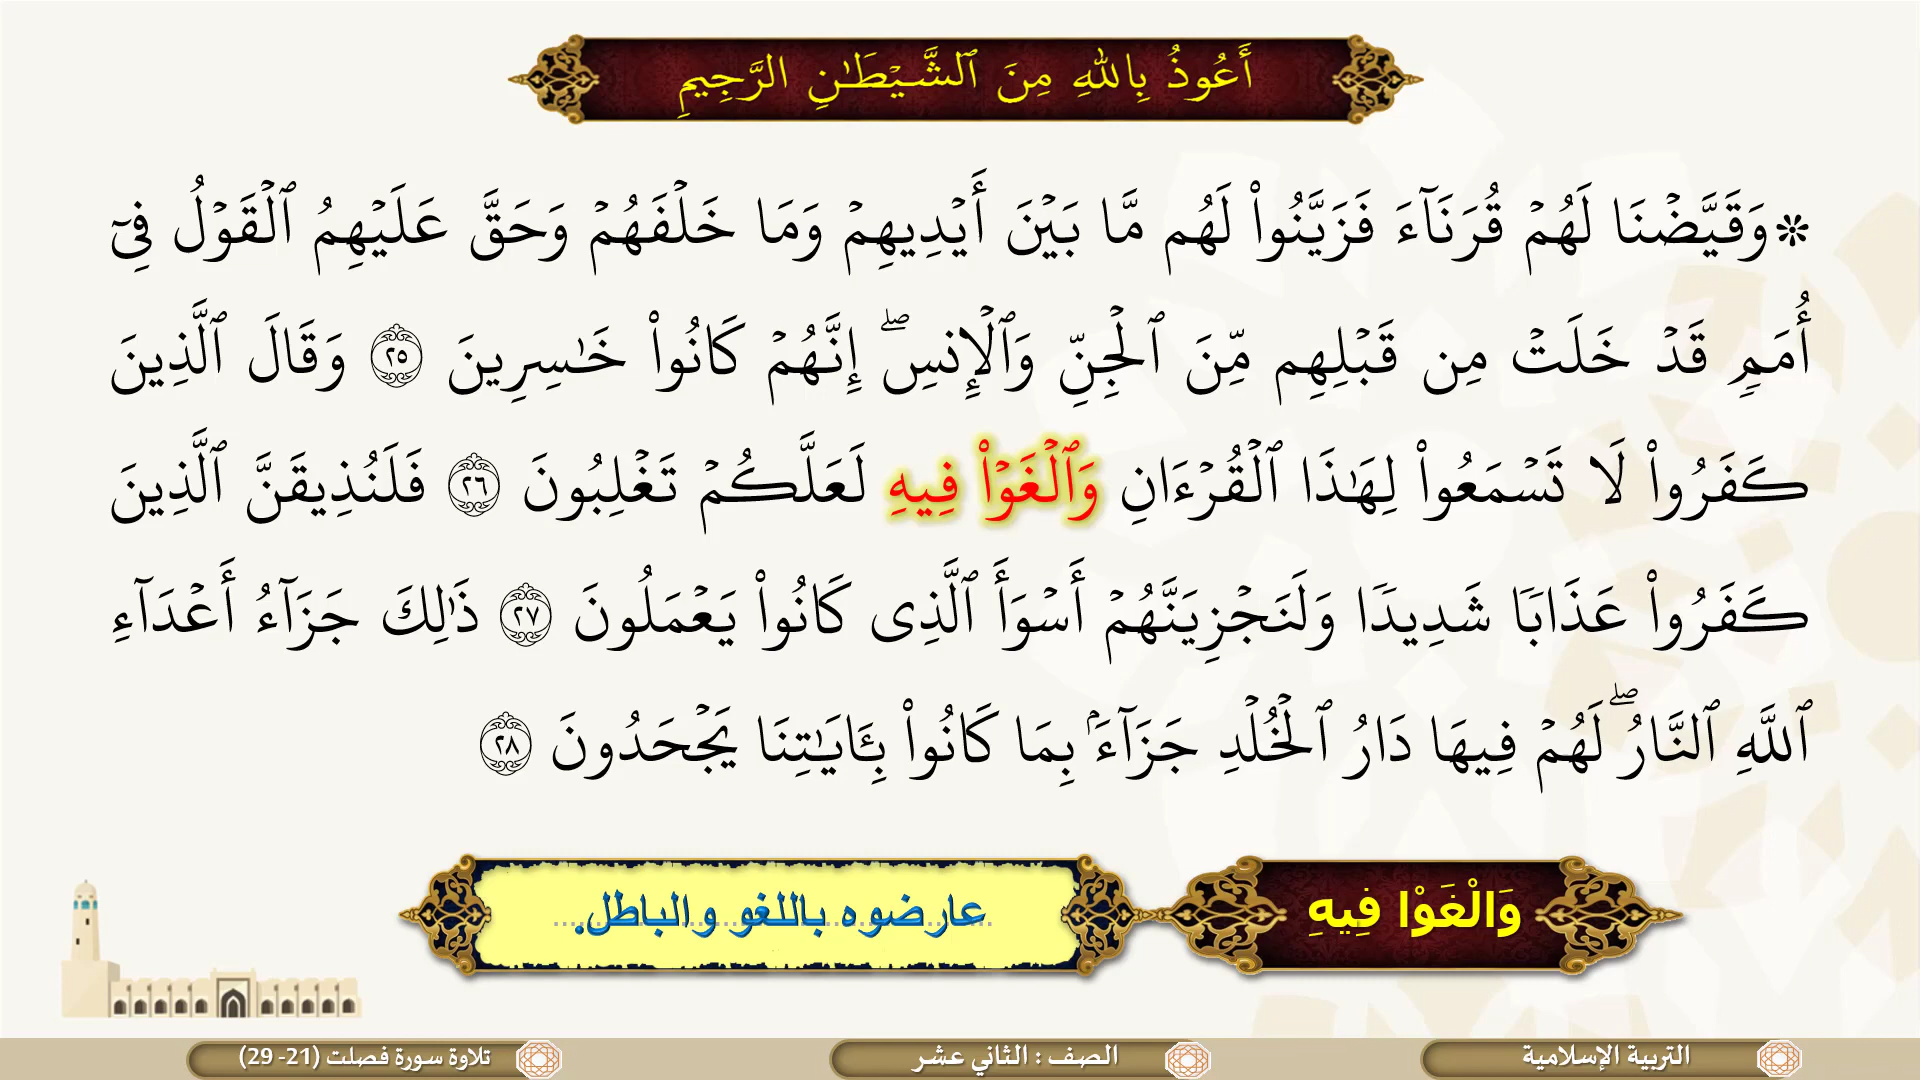 أَعُوذُ بِاللهِ مِنَ ٱلشَّيْطَـٰنِ الرَّجِيمِ
۞ وَقَيَّضْنَا لَهُمْ قُرَنَآءَ فَزَيَّنُوا۟ لَهُم مَّا بَيْنَ أَيْدِيهِمْ وَمَا خَلْفَهُمْ وَحَقَّ عَلَيْهِمُ ٱلْقَوْلُ فِىٓ
أُمَمٍ قَدْ خَلَتْ مِن قَبْلِهِم مِّنَ ٱلْجِنِّ وَٱلْإِنسِ ۖ إِنَّهُمْ كَانُوا۟ خَـٰسِرِينَ ٢٥ وَقَالَ ٱلَّذِينَ
كَفَرُوا۟ لَا تَسْمَعُوا۟ لِهَـٰذَا ٱلْقُرْءَانِ وَٱلْغَوْا۟ فِيهِ لَعَلَّكُمْ تَغْلِبُونَ ٢٦ فَلَنُذِيقَنَّ ٱلَّذِينَ
كَفَرُوا۟ عَذَابًا شَدِيدًا وَلَنَجْزِيَنَّهُمْ أَسْوَأَ ٱلَّذِى كَانُوا۟ يَعْمَلُونَ ٢٧ ذَٰلِكَ جَزَآءُ أَعْدَآءِ
ٱللَّهِ ٱلنَّارُ ۖ لَهُمْ فِيهَا دَارُ ٱلْخُلْدِ جَزَآءًۢ بِمَا كَانُوا۟ بِـَٔايَـٰتِنَا يَجْحَدُونَ ٢٨
وَالْغَوْا فِيهِ
عارضوه باللغو والباطل.
التربية الإسلامية
الصف : الثاني عشر
تلاوة سورة فصلت (21- 29)